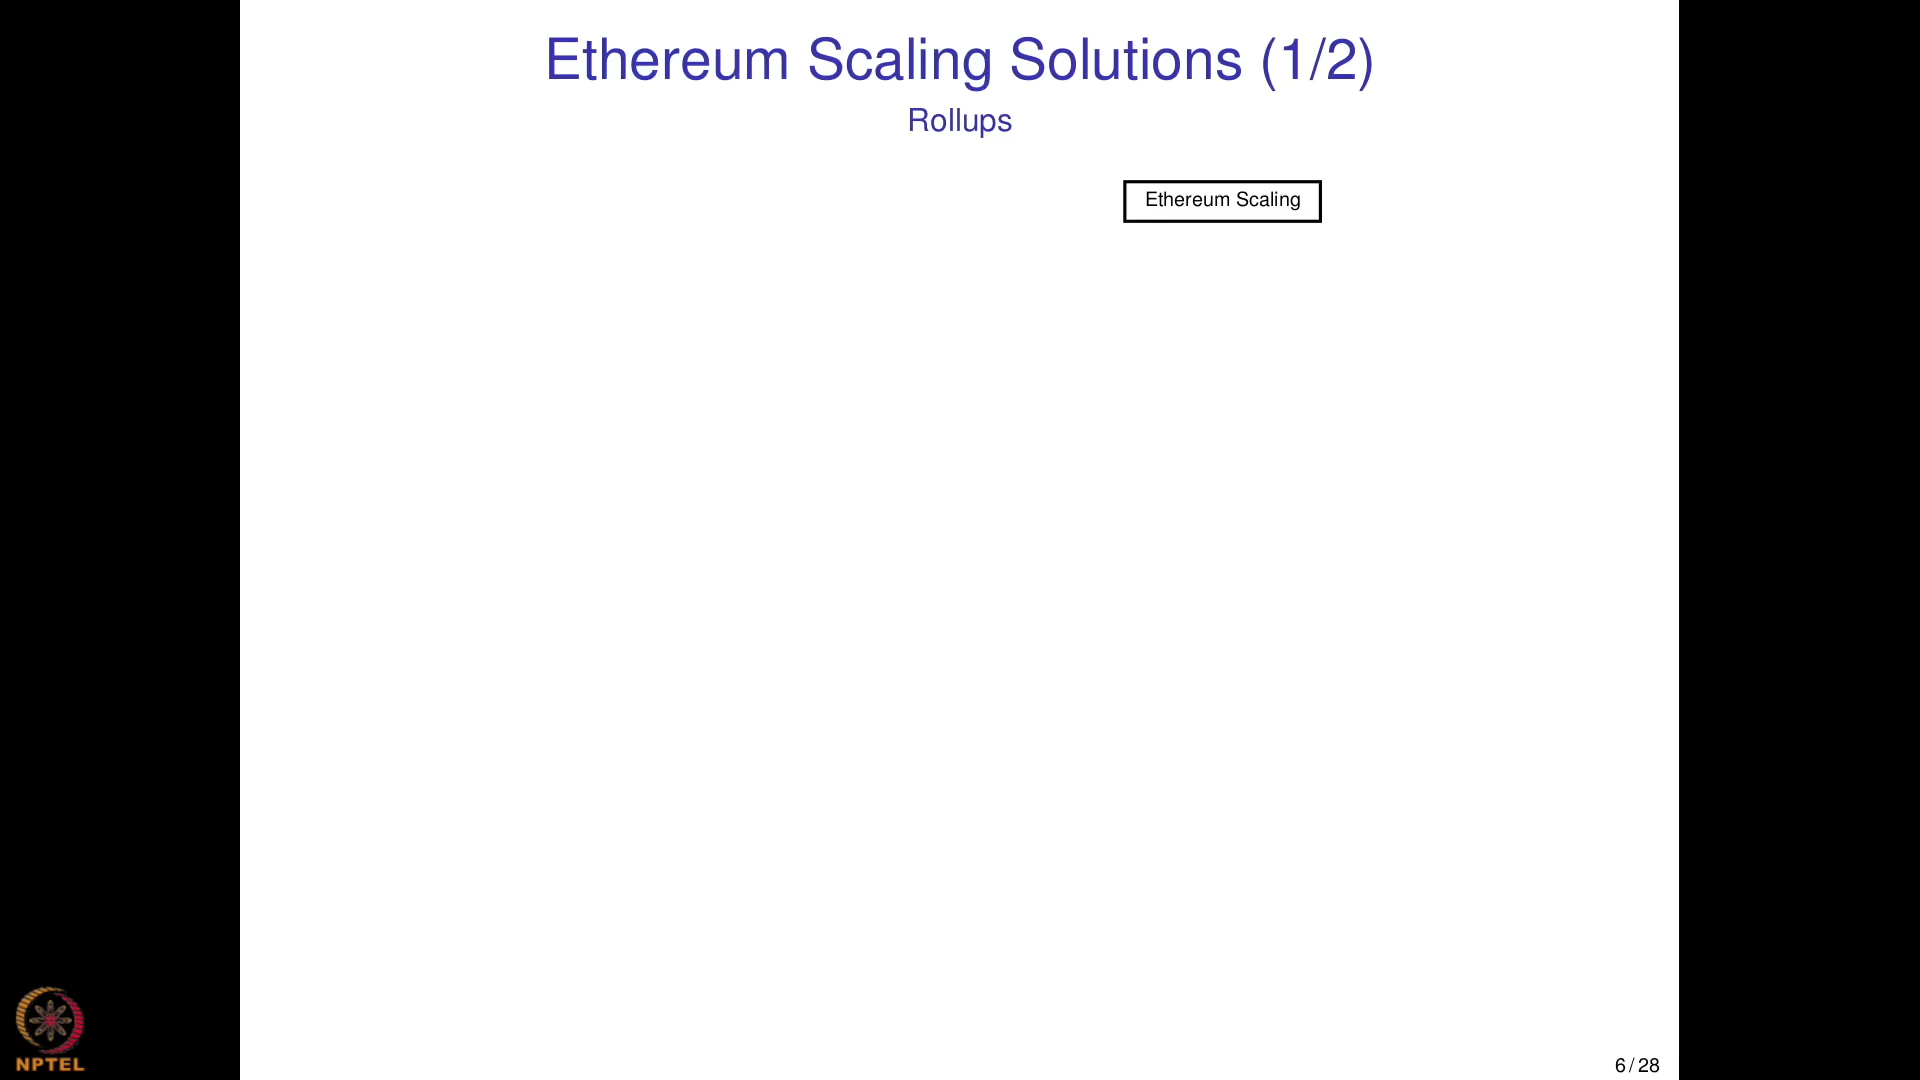 Ethereum Scaling Solutions (1/2)
Rollups
Ethereum Scaling
NPTEL
6 / 28